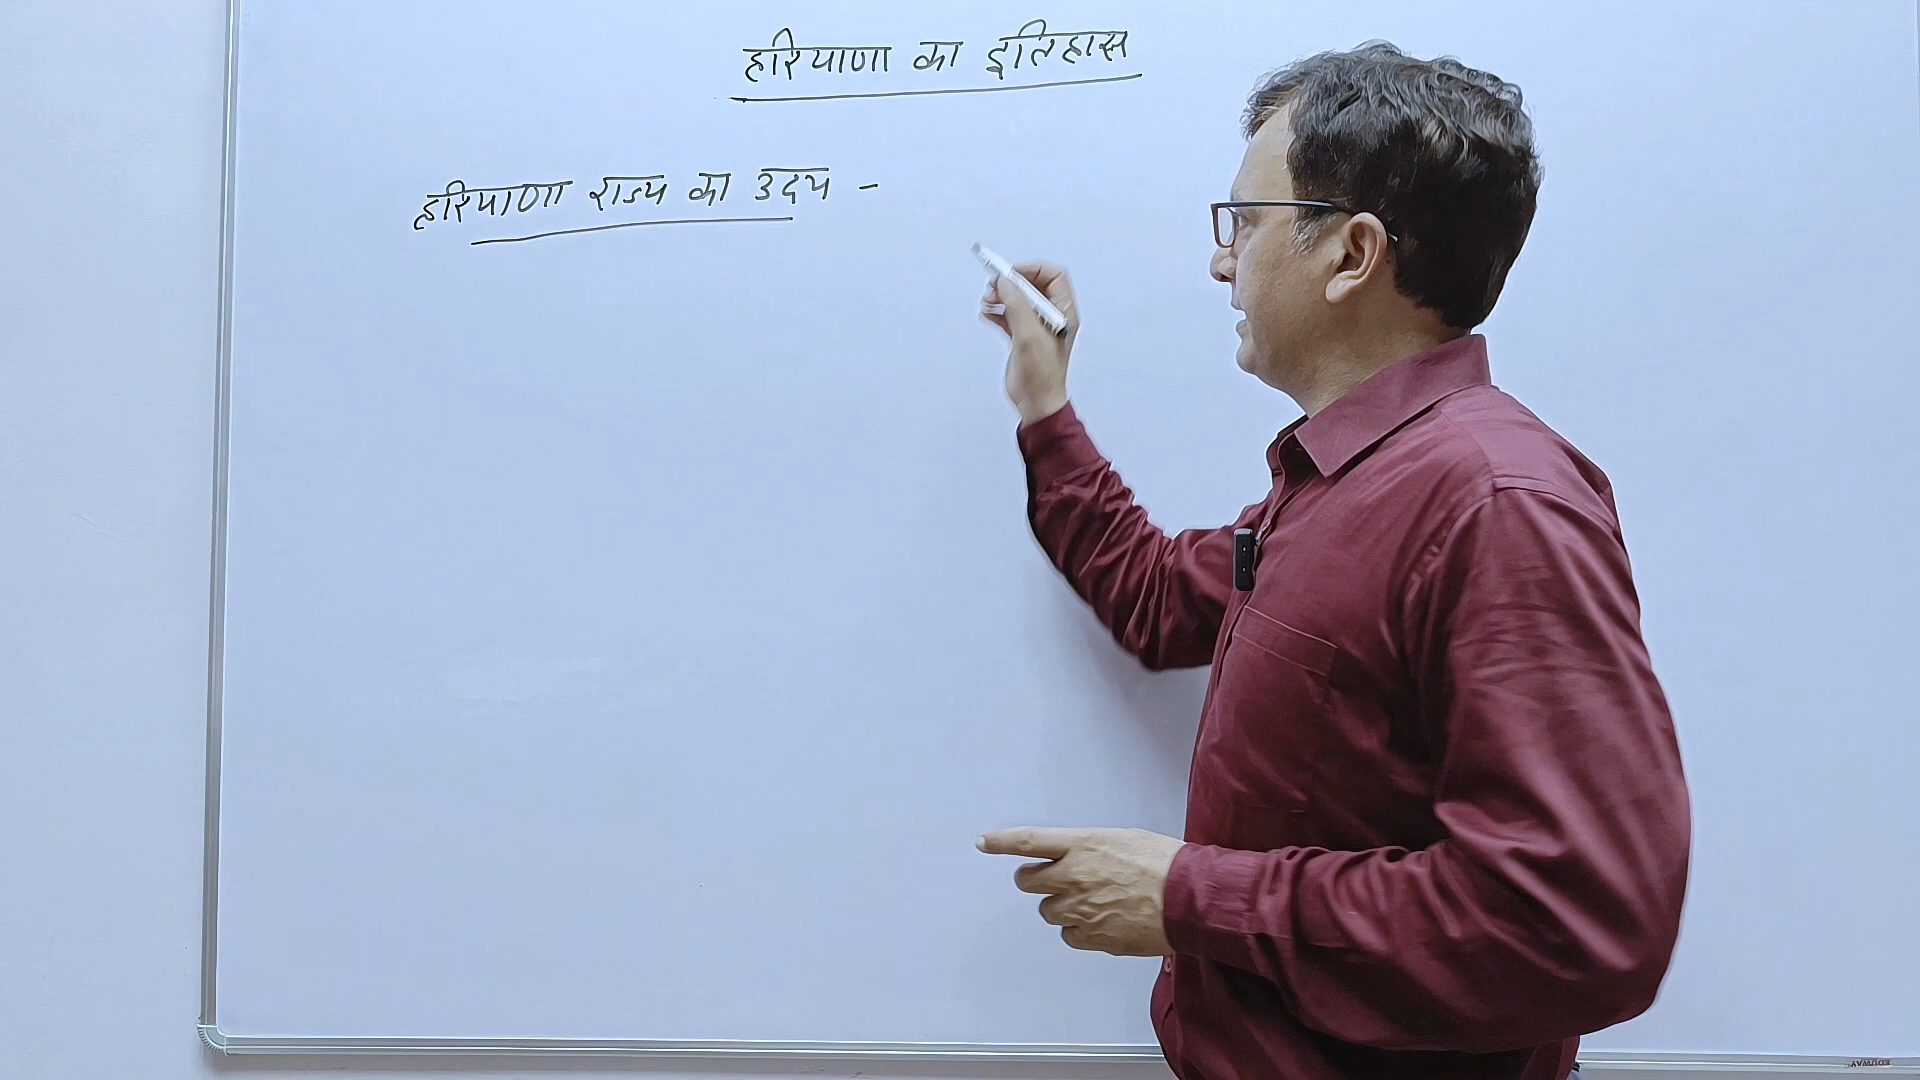 हरियाणा का इतिहास
हरियाणा राज्य का उदय -